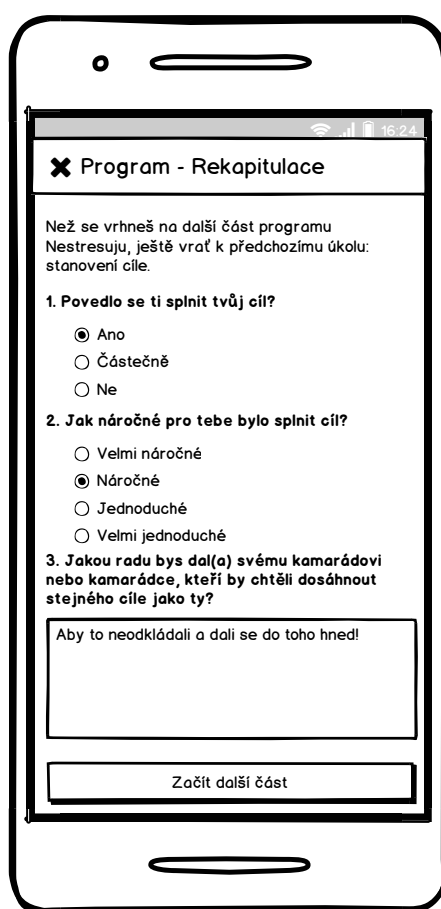 16:24
Program - Rekapitulace
Než se vrhneš na další část programu
Nestresuju, ještě vrať k předchozímu úkolu:
stanovení cíle.
1. Povedlo se ti splnit tvůj cíl?
Ano
Částečně
Ne
2. Jak náročné pro tebe bylo splnit cíl?
Velmi náročné
Náročné
Jednoduché
Velmi jednoduché
3. Jakou radu bys dal(a) svému kamarádovi
nebo kamarádce, kteří by chtěli dosáhnout
stejného cíle jako ty?
Aby to neodkládali a dali se do toho hned!
Začít další část